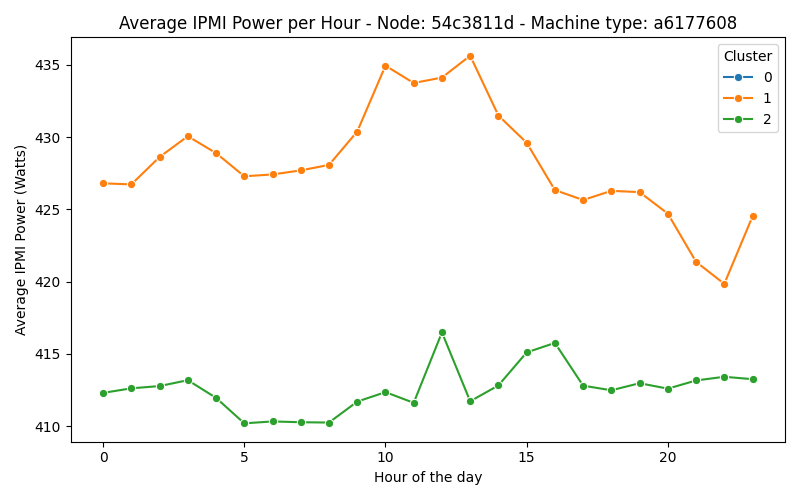 Average IPMI Power per Hour - Node: 54c3811d - Machine type: a6177608
Average IPMI Power (Watts)
435
430
425
420
415
410
Cluster
0
1
2
0 5 10 15 20
Hour of the day